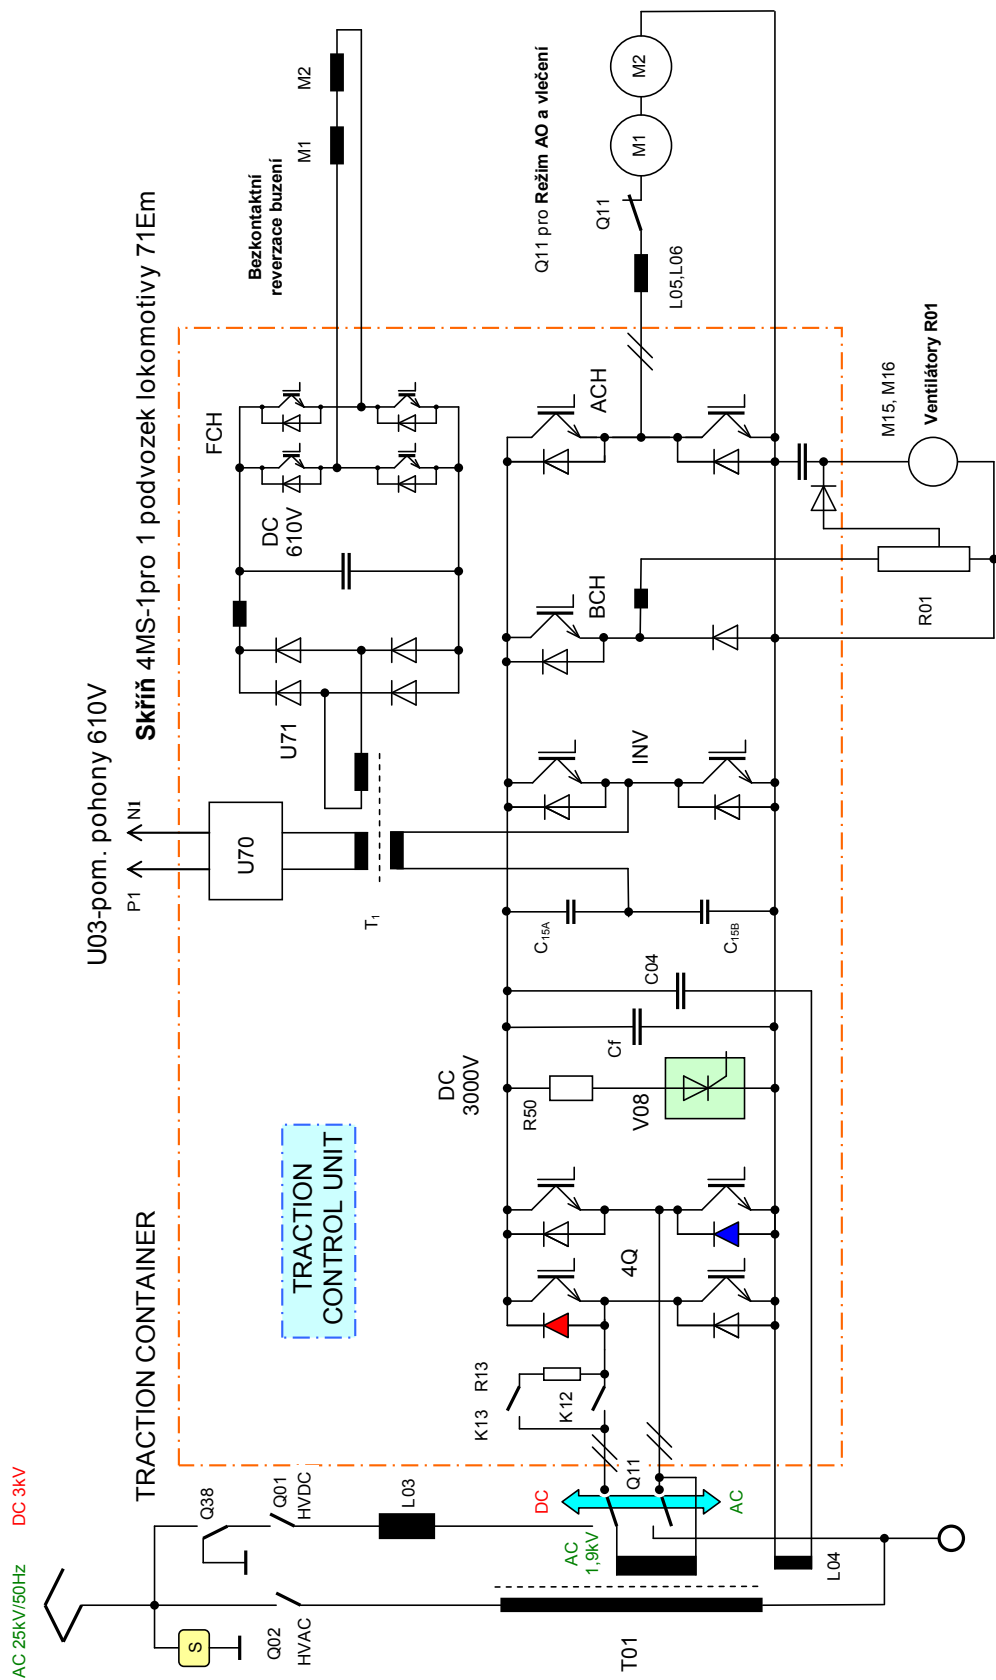 AC 25kV/50Hz
DC 3kV
TRACTION CONTAINER
U03-pom. pohony 610V
Skříň 4MS-1pro 1 podvozek lokomotivy 71Em
P1
N1
U70
T1
U71
DC
610V
FCH
Bezkontaktní
reverzace buzení
M1
M2
TRACTION
CONTROL UNIT
S
Q02
HVAC
Q38
Q01
HVDC
L03
T01
AC
1,9kV
DC
AC
Q11
K13
R13
K12
4Q
DC
3000V
R50
V08
Cf
C04
C15A
C15B
INV
BCH
ACH
L04
R01
M15, M16
Ventilátory R01
L05,L06
Q11
Q11 pro Režim AO a vlečení
M1
M2